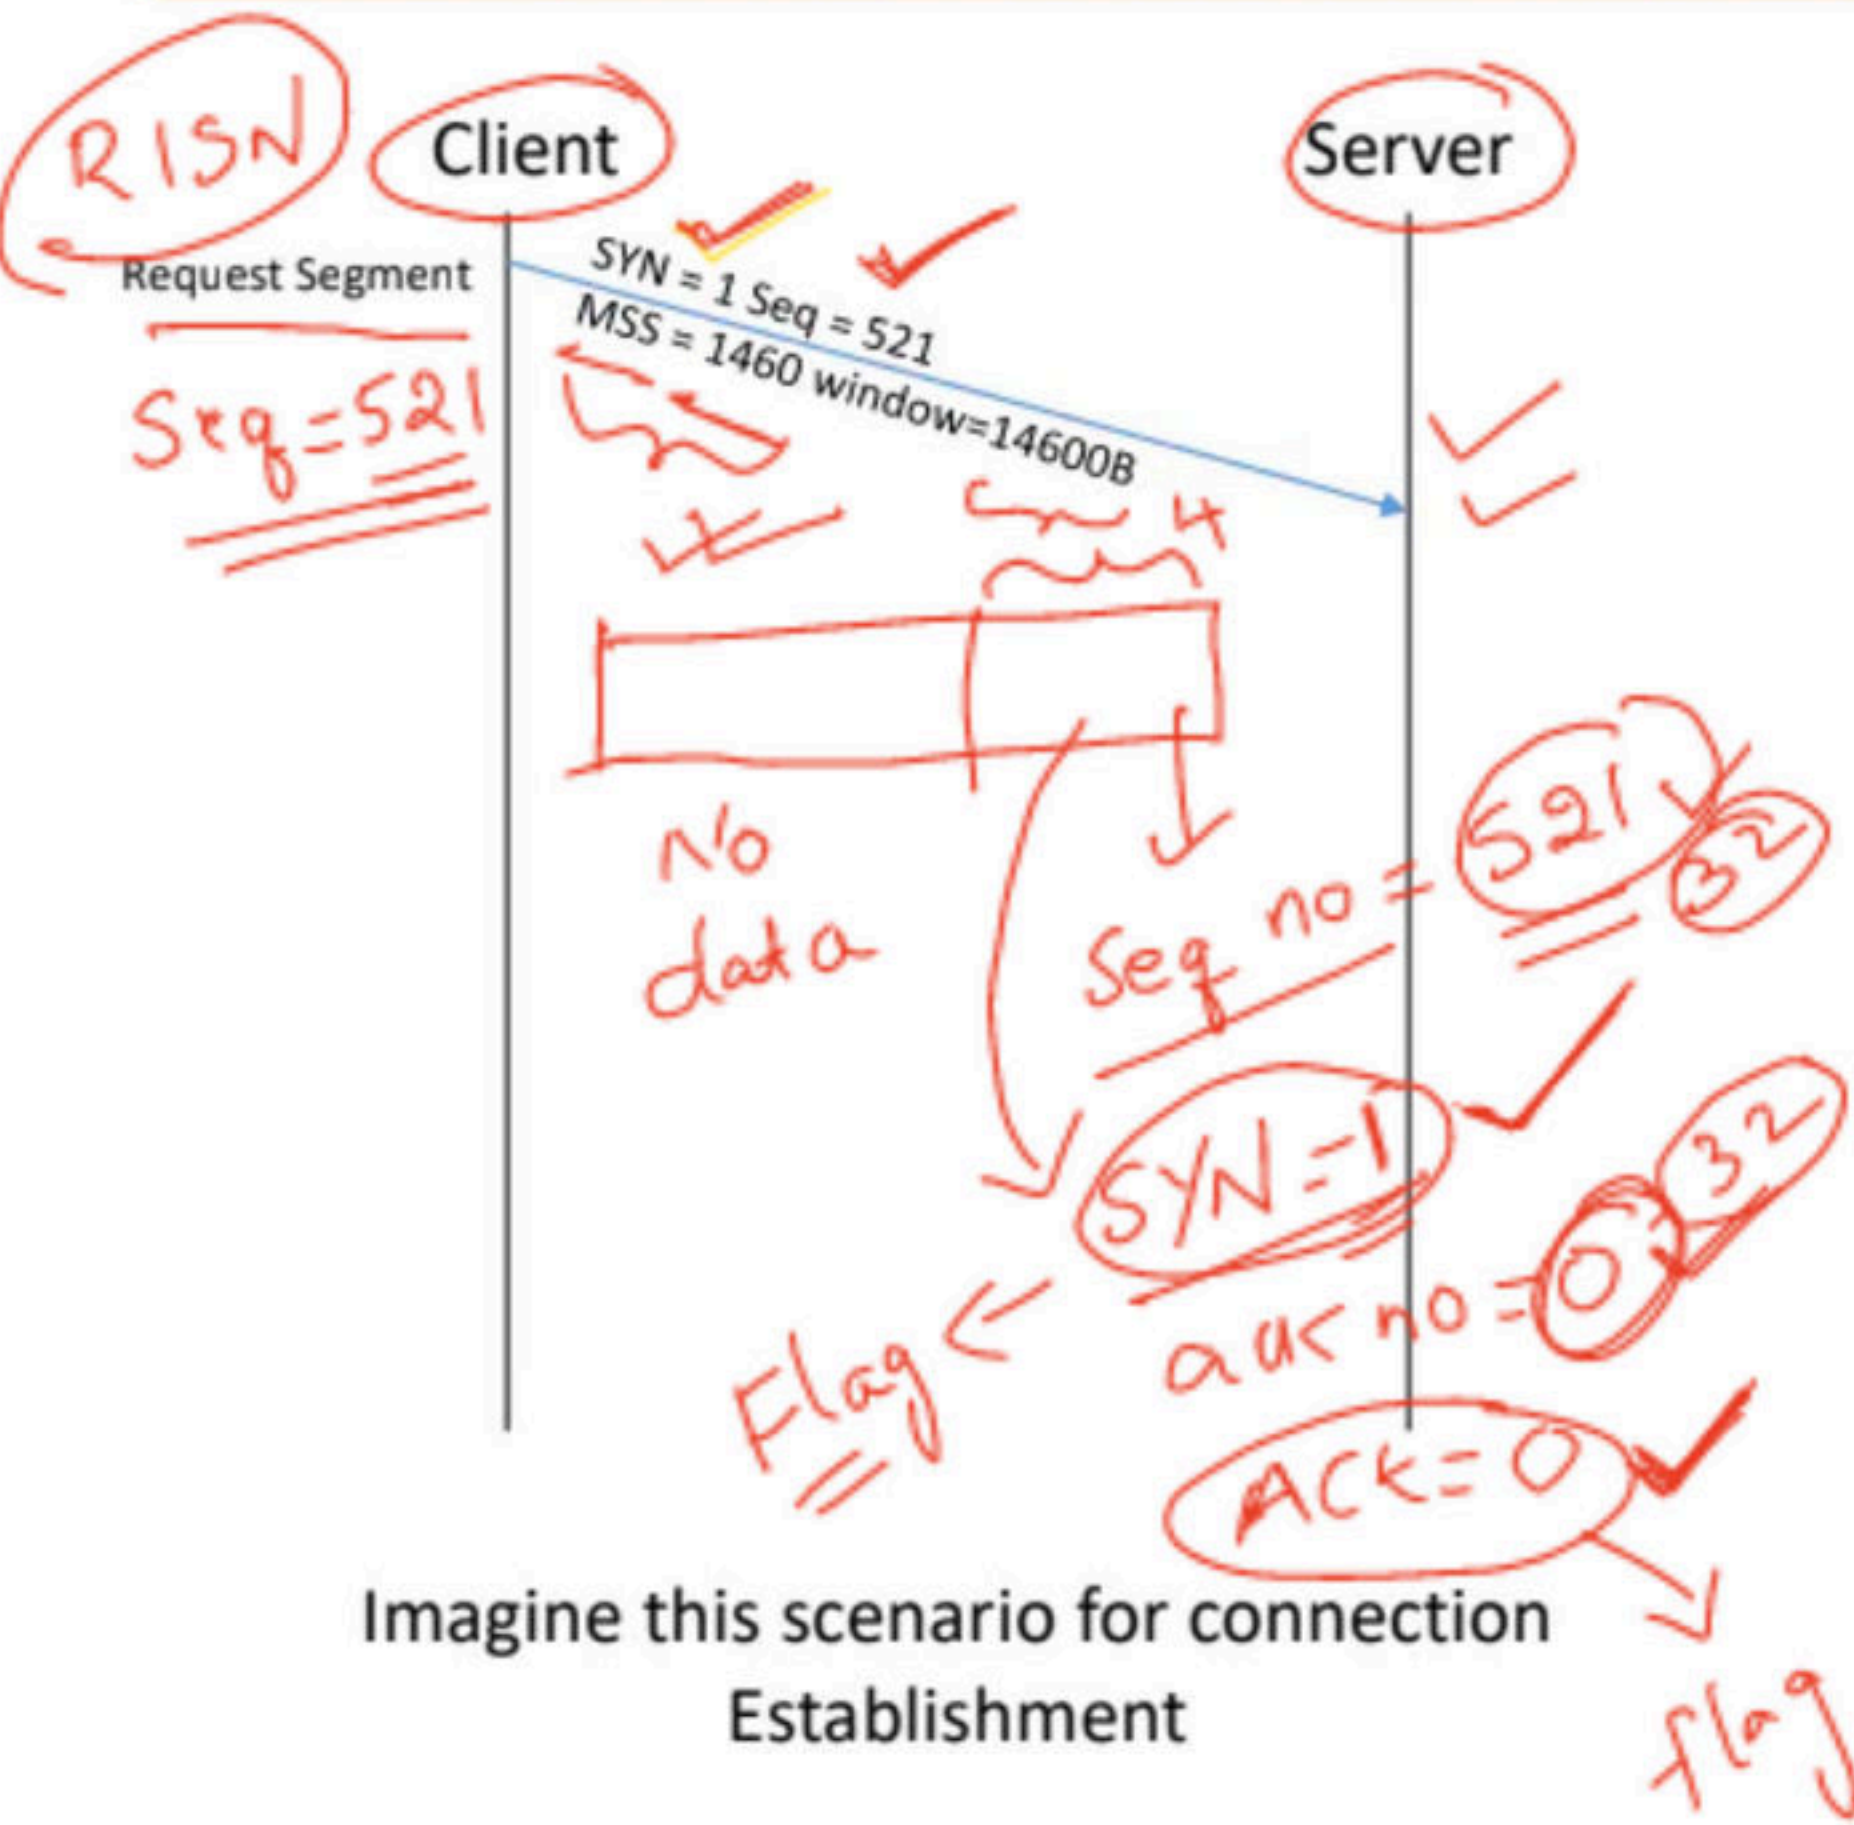 RISN
Client
Server
Request Segment
SYN = 1 Seq = 521
MSS = 1460 window=14600B
Seq=521
4
No
data
Seq no = 521
32
SYN=1
Flag
ack no = 0
32
ACK=0
flag
Imagine this scenario for connection
Establishment